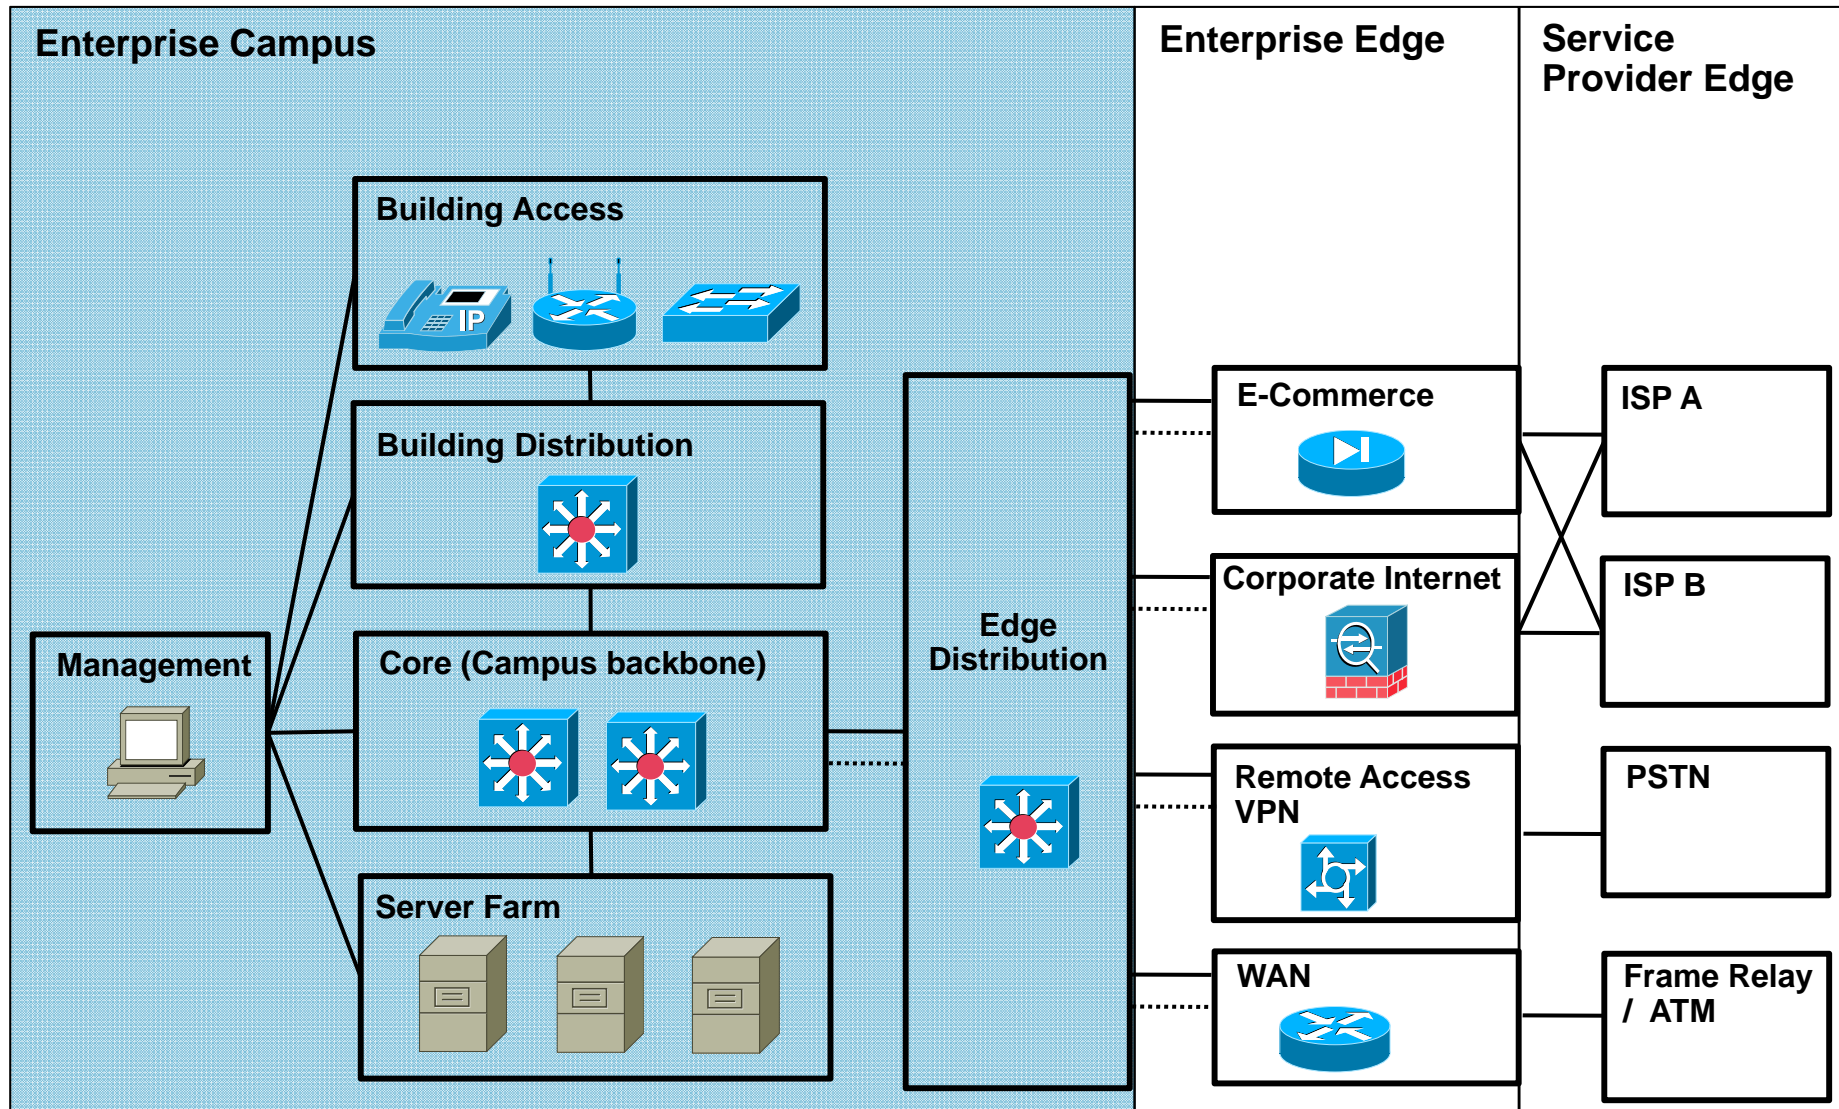 Enterprise Campus
Enterprise Edge
Service
Provider Edge
Building Access
IP
Building Distribution
Management
Core (Campus backbone)
Server Farm
Edge
Distribution
E-Commerce
Corporate Internet
Remote Access
VPN
WAN
ISP A
ISP B
PSTN
Frame Relay
/ ATM